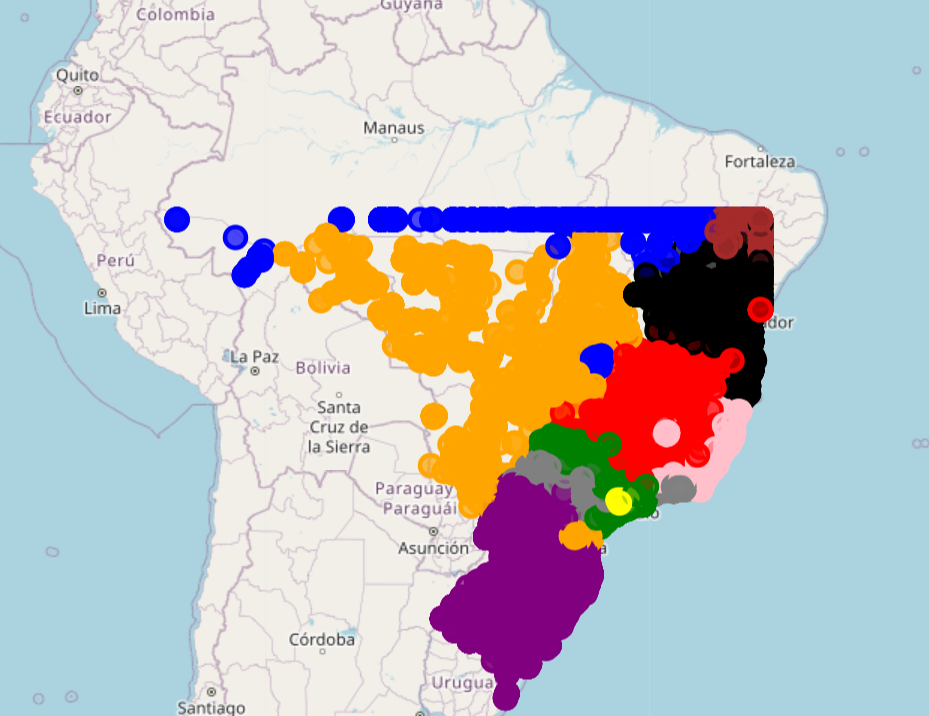 Guyana
Colombia
Quito
Ecuador
Manaus
Fortaleza
Perú
Lima
dor
La Paz
Bolivia
Santa
Cruz de
la Sierra
Paraguay
Paraguái
o
Asunción
a
Córdoba
Urugua
Santiago